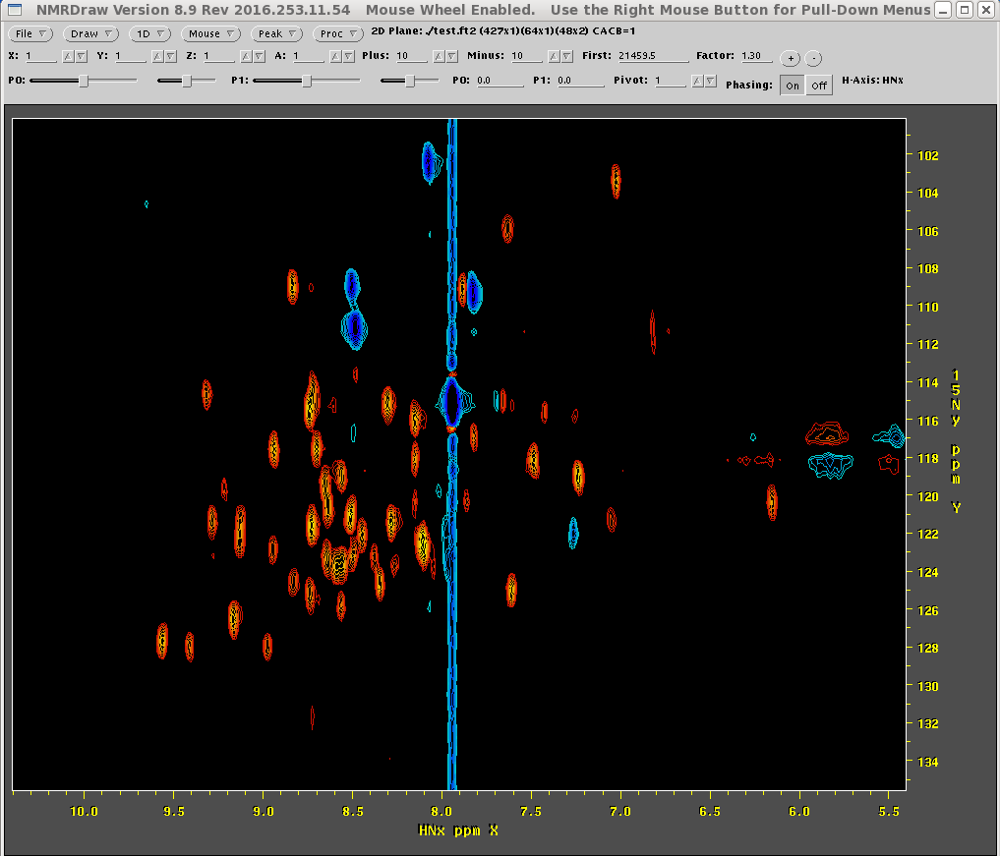 NMRDraw Version 8.9 Rev 2016.253.11.54 Mouse Wheel Enabled. Use the Right Mouse Button for Pull-Down Menus
File Draw 1D Mouse Peak Proc 2D Plane: ./test.ft2 (427x1)(64x1)(48x2) CACB=1
X: 1 Y: 1 Z: 1 A: 1 Plus: 10 Minus: 10 First: 21459.5 Factor: 1.30 + -
P0: P1: P0: 0.0 P1: 0.0 Pivot: 1 Phasing: On Off H-Axis: HNx
102
104
106
108
110
112
114
116
118
120
122
124
126
128
130
132
134
15Ny ppm Y
10.0 9.5 9.0 8.5 8.0 7.5 7.0 6.5 6.0 5.5
HNx ppm X